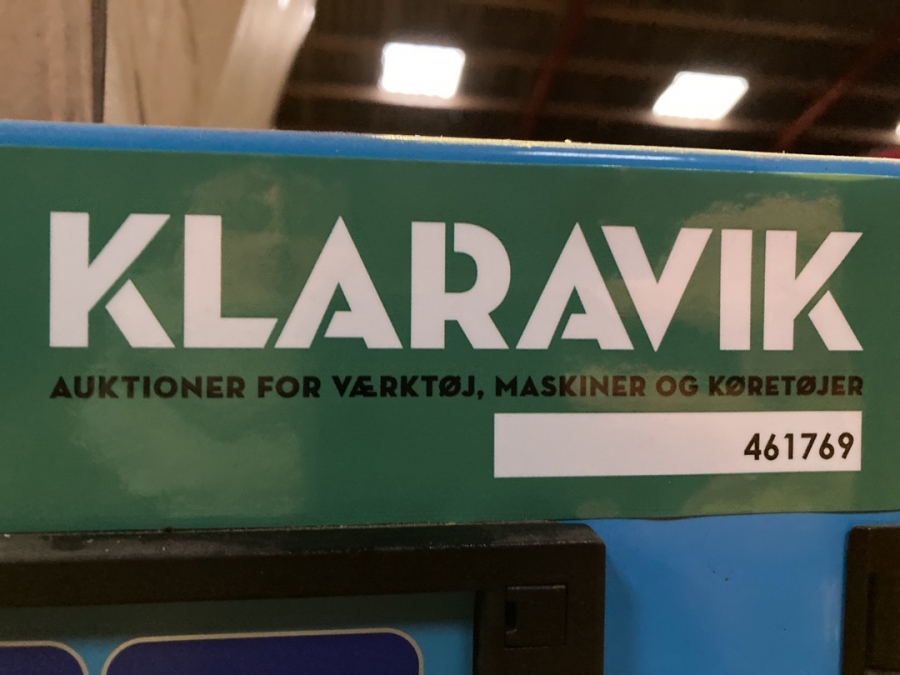 KLARAVIK
AUKTIONER FOR VÆRKTØJ, MASKINER OG KØRETØJER
461769